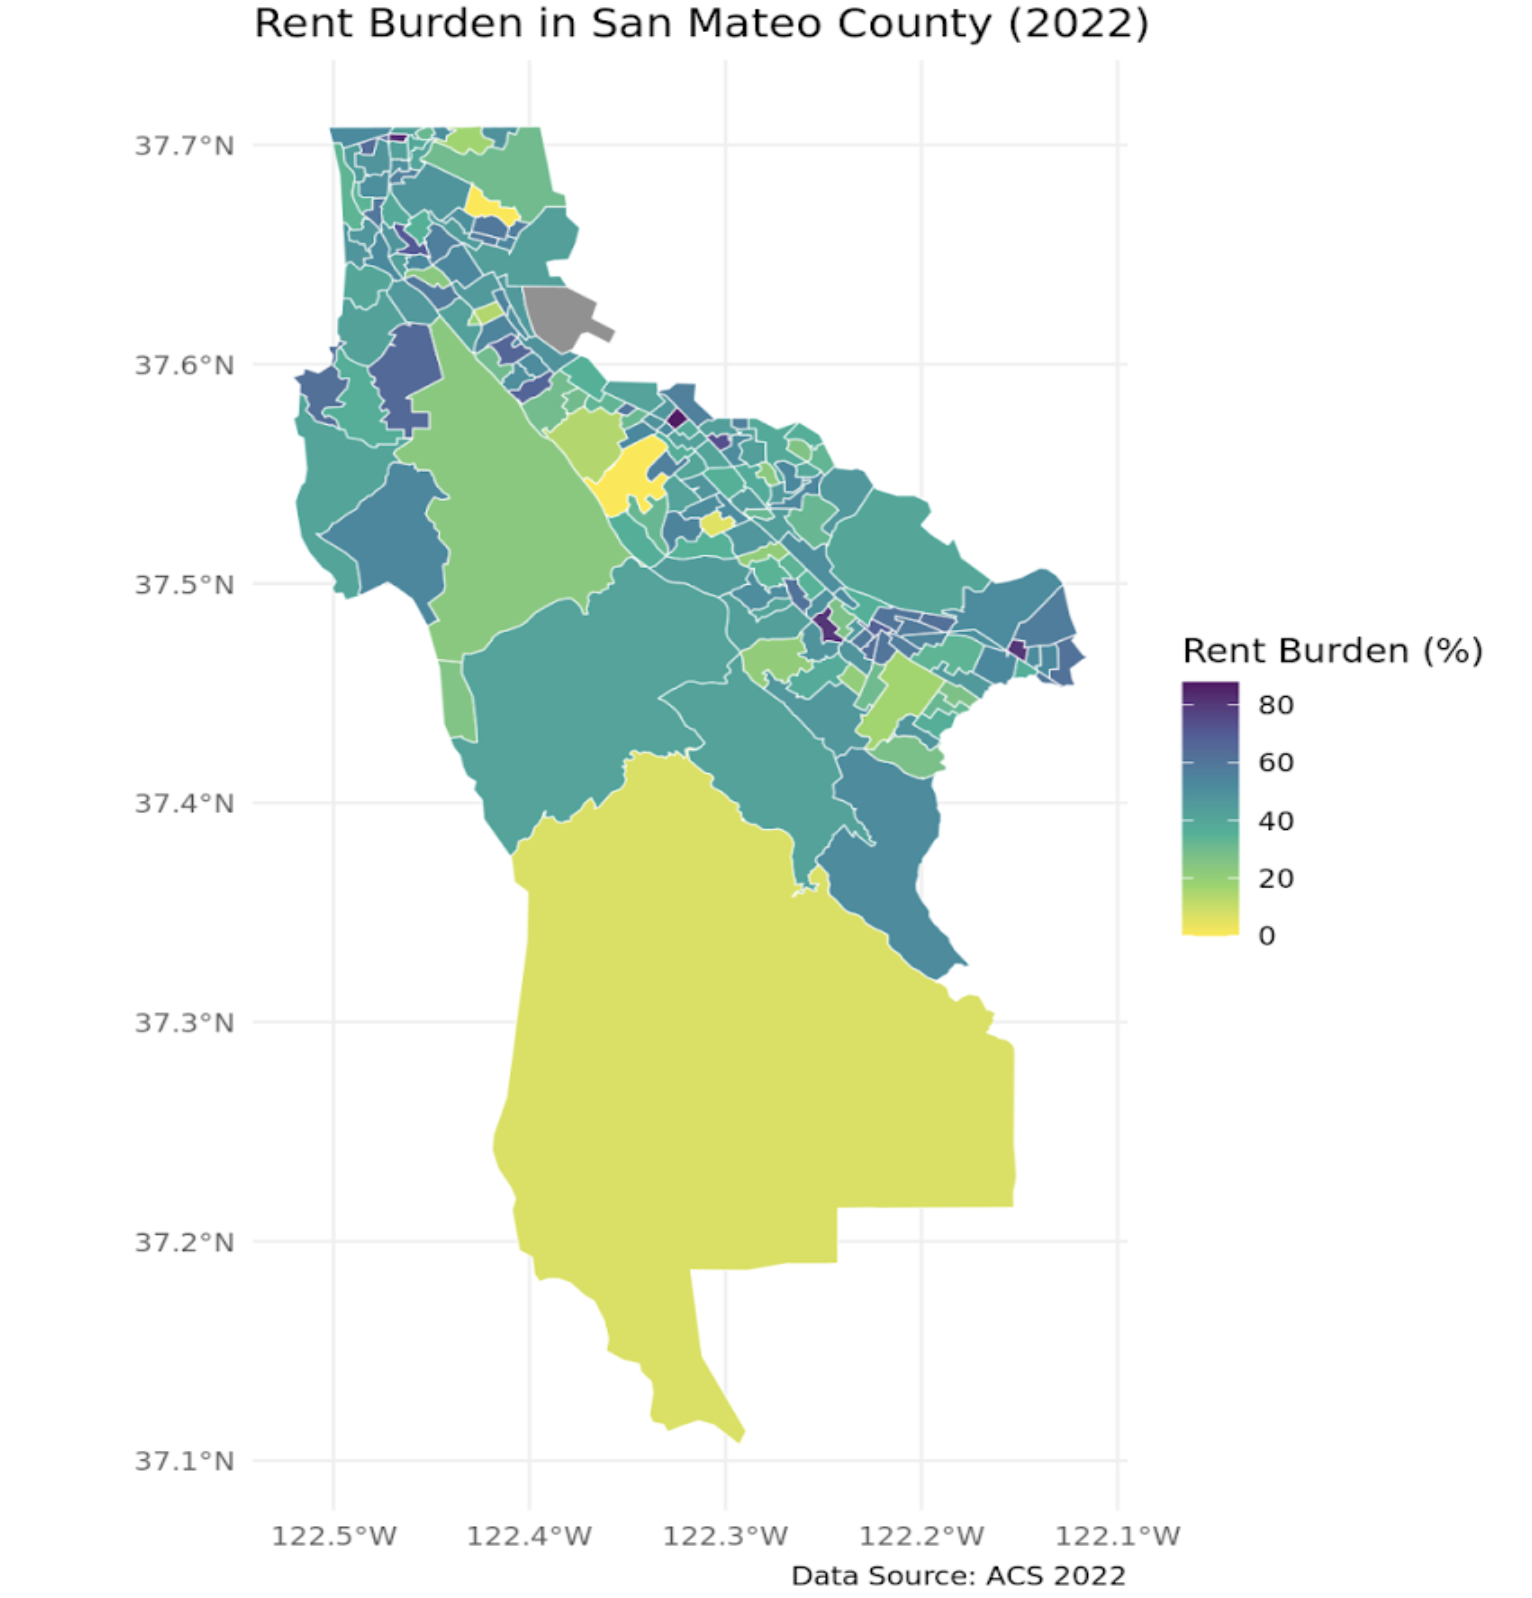 Rent Burden in San Mateo County (2022)
37.7°N
37.6°N
37.5°N
37.4°N
37.3°N
37.2°N
37.1°N
122.5°W 122.4°W 122.3°W 122.2°W 122.1°W
Rent Burden (%)
80
60
40
20
0
Data Source: ACS 2022